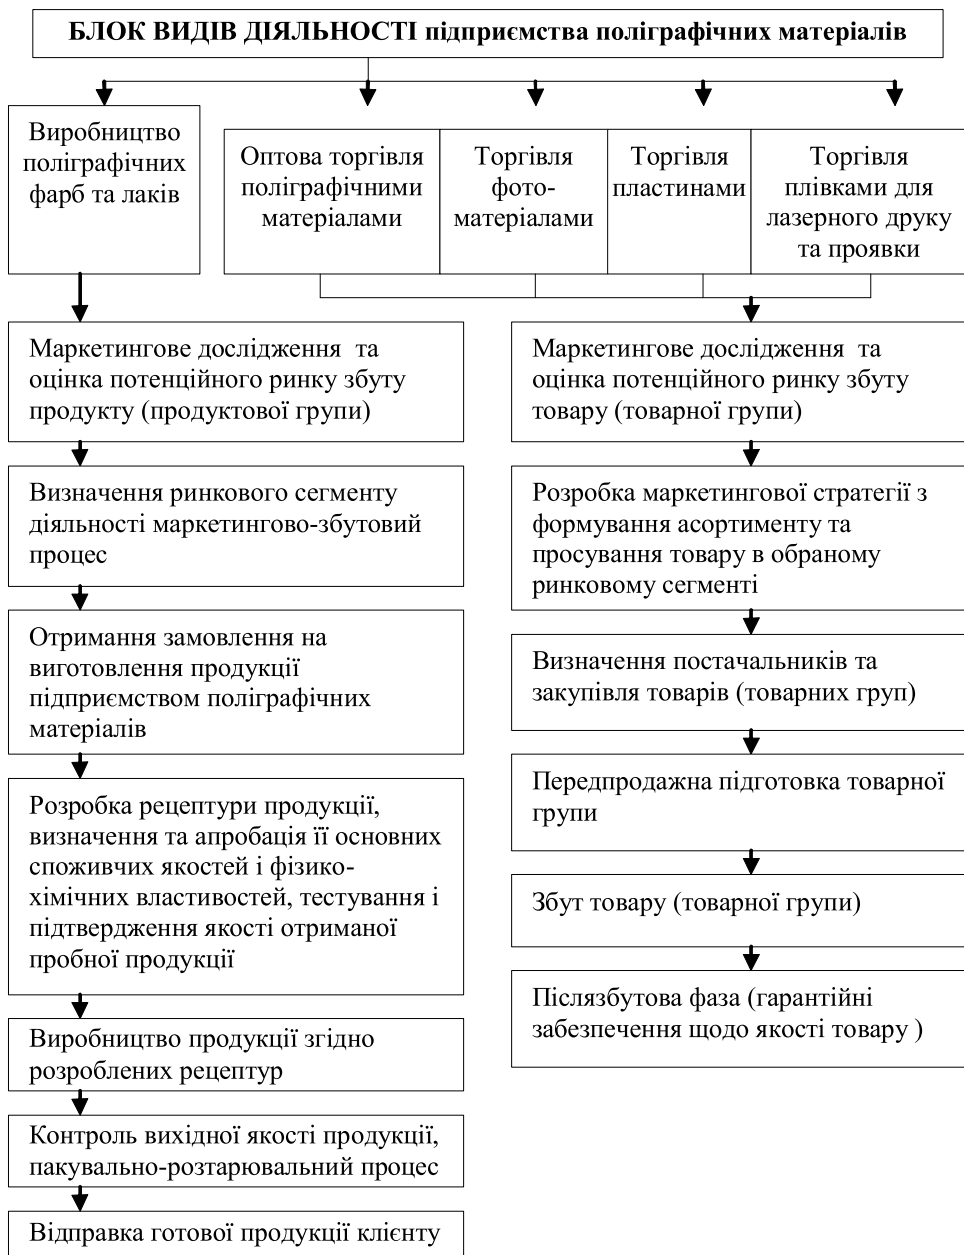 БЛОК ВИДІВ ДІЯЛЬНОСТІ підприємства поліграфічних матеріалів
Виробництво
поліграфічних
фарб та лаків
Оптова торгівля
поліграфічними
матеріалами
Торгівля
фото-
матеріалами
Торгівля
пластинами
Торгівля
плівками для
лазерного друку
та проявки
Маркетингове дослідження та
оцінка потенційного ринку збуту
продукту (продуктової групи)
Визначення ринкового сегменту
діяльності маркетингово-збутовий
процес
Отримання замовлення на
виготовлення продукції
підприємством поліграфічних
матеріалів
Розробка рецептури продукції,
визначення та апробація її основних
споживчих якостей і фізико-
хімічних властивостей, тестування і
підтвердження якості отриманої
пробної продукції
Виробництво продукції згідно
розроблених рецептур
Контроль вихідної якості продукції,
пакувально-розтарювальний процес
Відправка готової продукції клієнту
Маркетингове дослідження та
оцінка потенційного ринку збуту
товару (товарної групи)
Розробка маркетингової стратегії з
формування асортименту та
просування товару в обраному
ринковому сегменті
Визначення постачальників та
закупівля товарів (товарних груп)
Передпродажна підготовка товарної
групи
Збут товару (товарної групи)
Післязбутова фаза (гарантійні
забезпечення щодо якості товару )